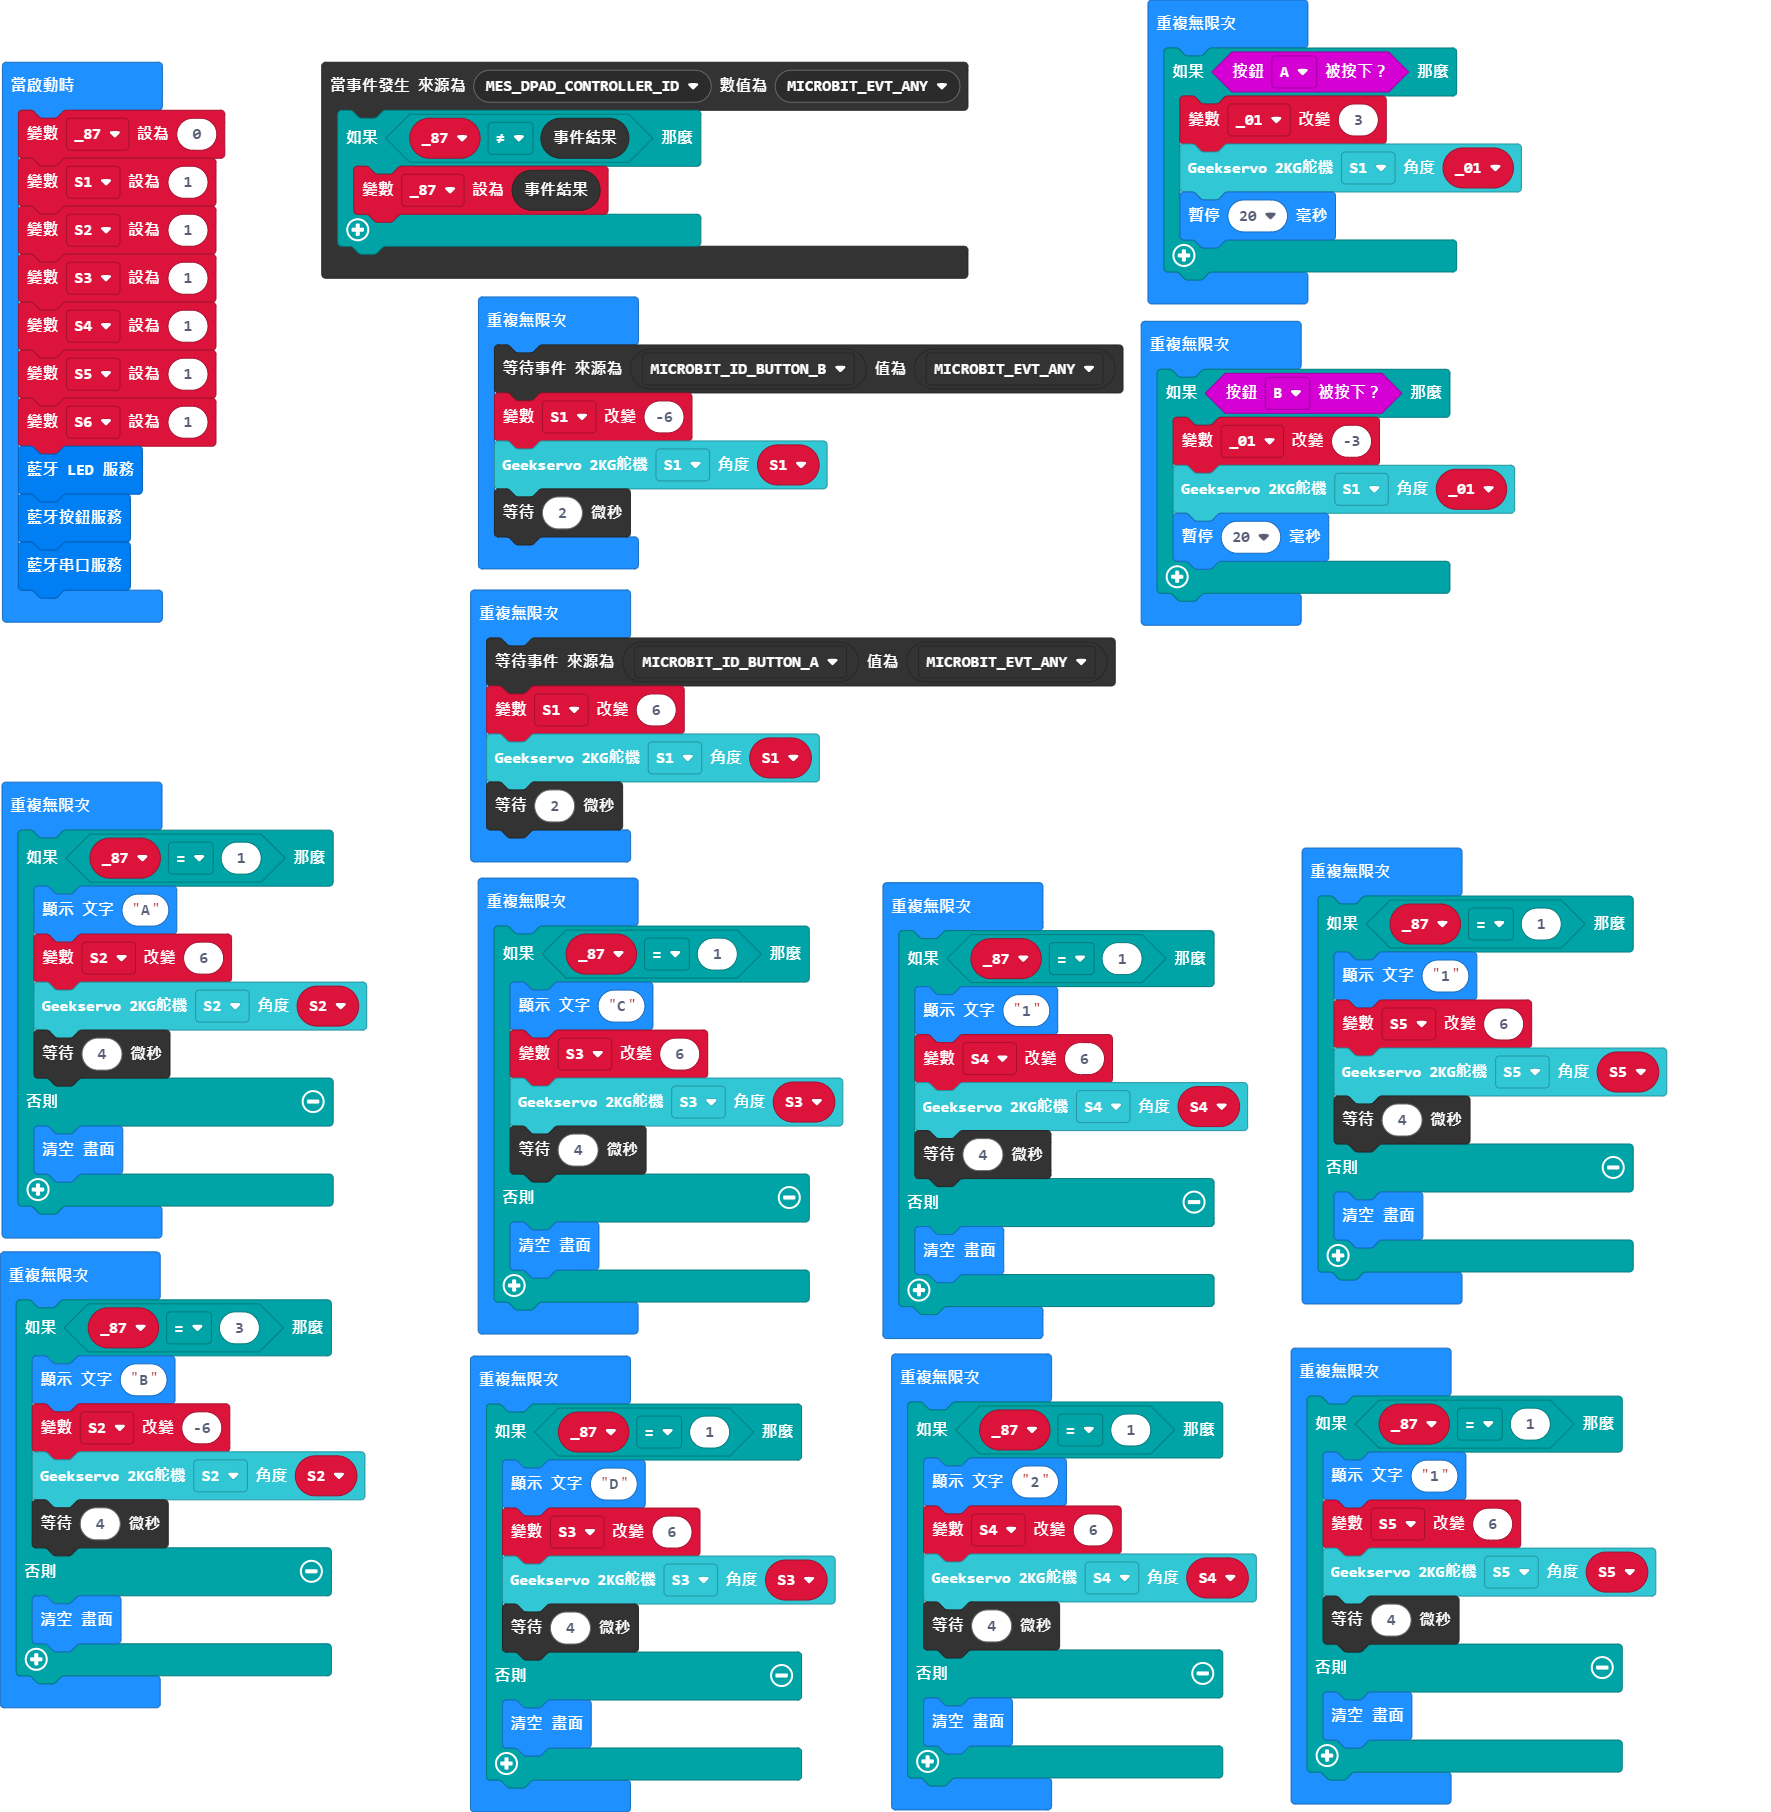 當啟動時
變數 _87 設為 0
變數 S1 設為 1
變數 S2 設為 1
變數 S3 設為 1
變數 S4 設為 1
變數 S5 設為 1
變數 S6 設為 1
藍牙 LED 服務
藍牙按鈕服務
藍牙串口服務
當事件發生 來源為 MES_DPAD_CONTROLLER_ID 數值為 MICROBIT_EVT_ANY
如果 _87 ≠ 事件結果 那麼
變數 _87 設為 事件結果
重複無限次
如果 按鈕 A 被按下? 那麼
變數 _01 改變 3
Geekservo 2KG舵機 S1 角度 _01
暫停 20 毫秒
重複無限次
等待事件 來源為 MICROBIT_ID_BUTTON_B 值為 MICROBIT_EVT_ANY
變數 S1 改變 -6
Geekservo 2KG舵機 S1 角度 S1
等待 2 微秒
重複無限次
如果 按鈕 B 被按下? 那麼
變數 _01 改變 -3
Geekservo 2KG舵機 S1 角度 _01
暫停 20 毫秒
重複無限次
等待事件 來源為 MICROBIT_ID_BUTTON_A 值為 MICROBIT_EVT_ANY
變數 S1 改變 6
Geekservo 2KG舵機 S1 角度 S1
等待 2 微秒
重複無限次
如果 _87 = 1 那麼
顯示 文字 "A"
變數 S2 改變 6
Geekservo 2KG舵機 S2 角度 S2
等待 4 微秒
否則
清空 畫面
重複無限次
如果 _87 = 1 那麼
顯示 文字 "C"
變數 S3 改變 6
Geekservo 2KG舵機 S3 角度 S3
等待 4 微秒
否則
清空 畫面
重複無限次
如果 _87 = 1 那麼
顯示 文字 "1"
變數 S4 改變 6
Geekservo 2KG舵機 S4 角度 S4
等待 4 微秒
否則
清空 畫面
重複無限次
如果 _87 = 1 那麼
顯示 文字 "1"
變數 S5 改變 6
Geekservo 2KG舵機 S5 角度 S5
等待 4 微秒
否則
清空 畫面
重複無限次
如果 _87 = 3 那麼
顯示 文字 "B"
變數 S2 改變 -6
Geekservo 2KG舵機 S2 角度 S2
等待 4 微秒
否則
清空 畫面
重複無限次
如果 _87 = 1 那麼
顯示 文字 "D"
變數 S3 改變 6
Geekservo 2KG舵機 S3 角度 S3
等待 4 微秒
否則
清空 畫面
重複無限次
如果 _87 = 1 那麼
顯示 文字 "2"
變數 S4 改變 6
Geekservo 2KG舵機 S4 角度 S4
等待 4 微秒
否則
清空 畫面
重複無限次
如果 _87 = 1 那麼
顯示 文字 "1"
變數 S5 改變 6
Geekservo 2KG舵機 S5 角度 S5
等待 4 微秒
否則
清空 畫面